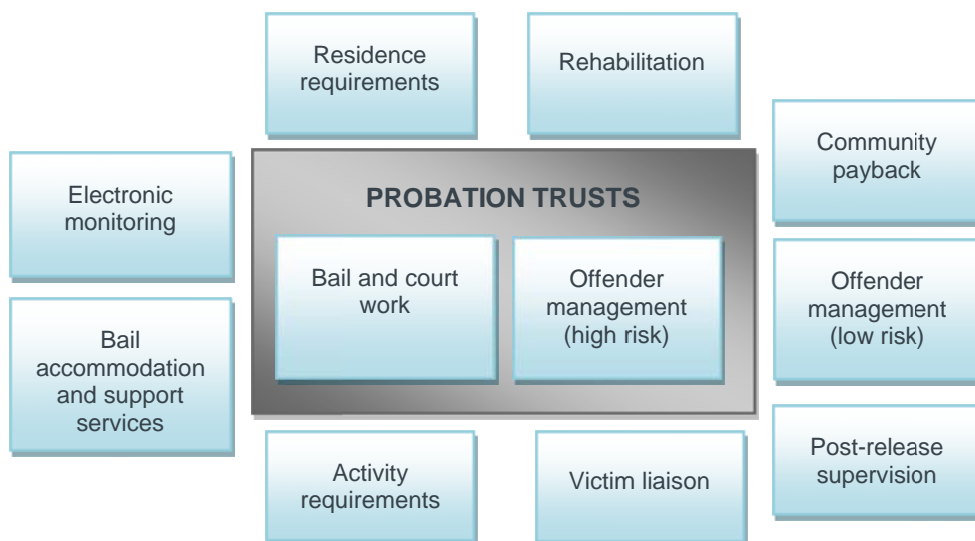 Residence
requirements
Rehabilitation
Community
payback
Electronic
monitoring
PROBATION TRUSTS
Bail and court
work
Offender
management
(high risk)
Offender
management
(low risk)
Bail
accommodation
and support
services
Activity
requirements
Victim liaison
Post-release
supervision